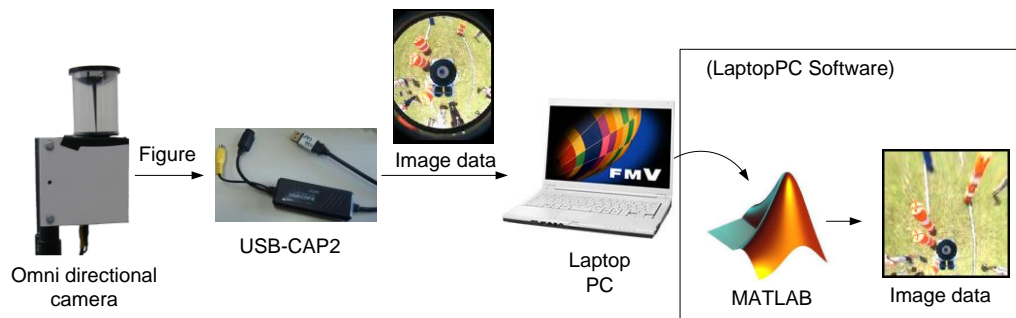 (LaptopPC Software)
Figure
Image data
FMV
USB-CAP2
Omni directional
camera
Laptop
PC
MATLAB
Image data